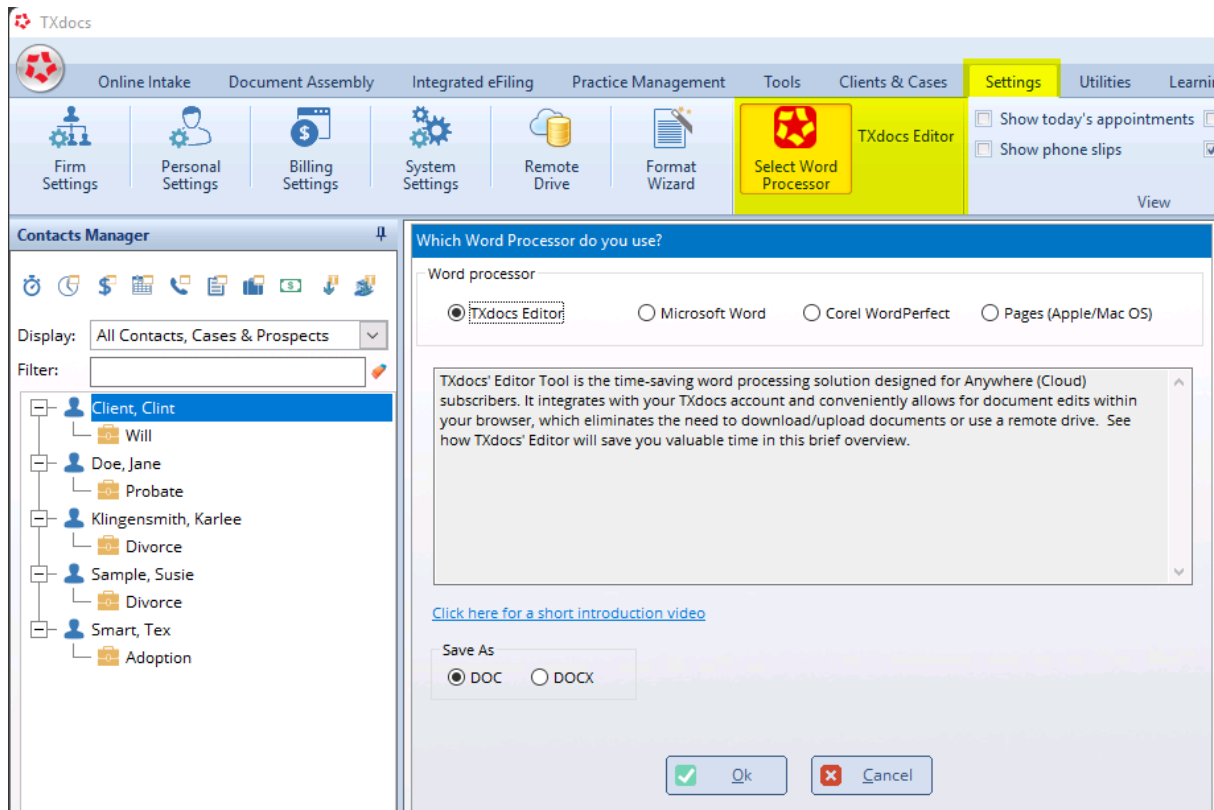 TXdocs
Online Intake Document Assembly Integrated eFiling Practice Management Tools Clients & Cases Settings Utilities Learni
Firm
Settings
Personal
Settings
Billing
Settings
System
Settings
Remote
Drive
Format
Wizard
Select Word
Processor
TXdocs Editor
Show today's appointments
Show phone slips
View
Contacts Manager
Display: All Contacts, Cases & Prospects
Filter:
Client, Clint
Will
Doe, Jane
Probate
Klingensmith, Karlee
Divorce
Sample, Susie
Divorce
Smart, Tex
Adoption
Which Word Processor do you use?
Word processor
TXdocs Editor Microsoft Word Corel WordPerfect Pages (Apple/Mac OS)
TXdocs' Editor Tool is the time-saving word processing solution designed for Anywhere (Cloud)
subscribers. It integrates with your TXdocs account and conveniently allows for document edits within
your browser, which eliminates the need to download/upload documents or use a remote drive. See
how TXdocs' Editor will save you valuable time in this brief overview.
Click here for a short introduction video
Save As
DOC DOCX
Ok Cancel